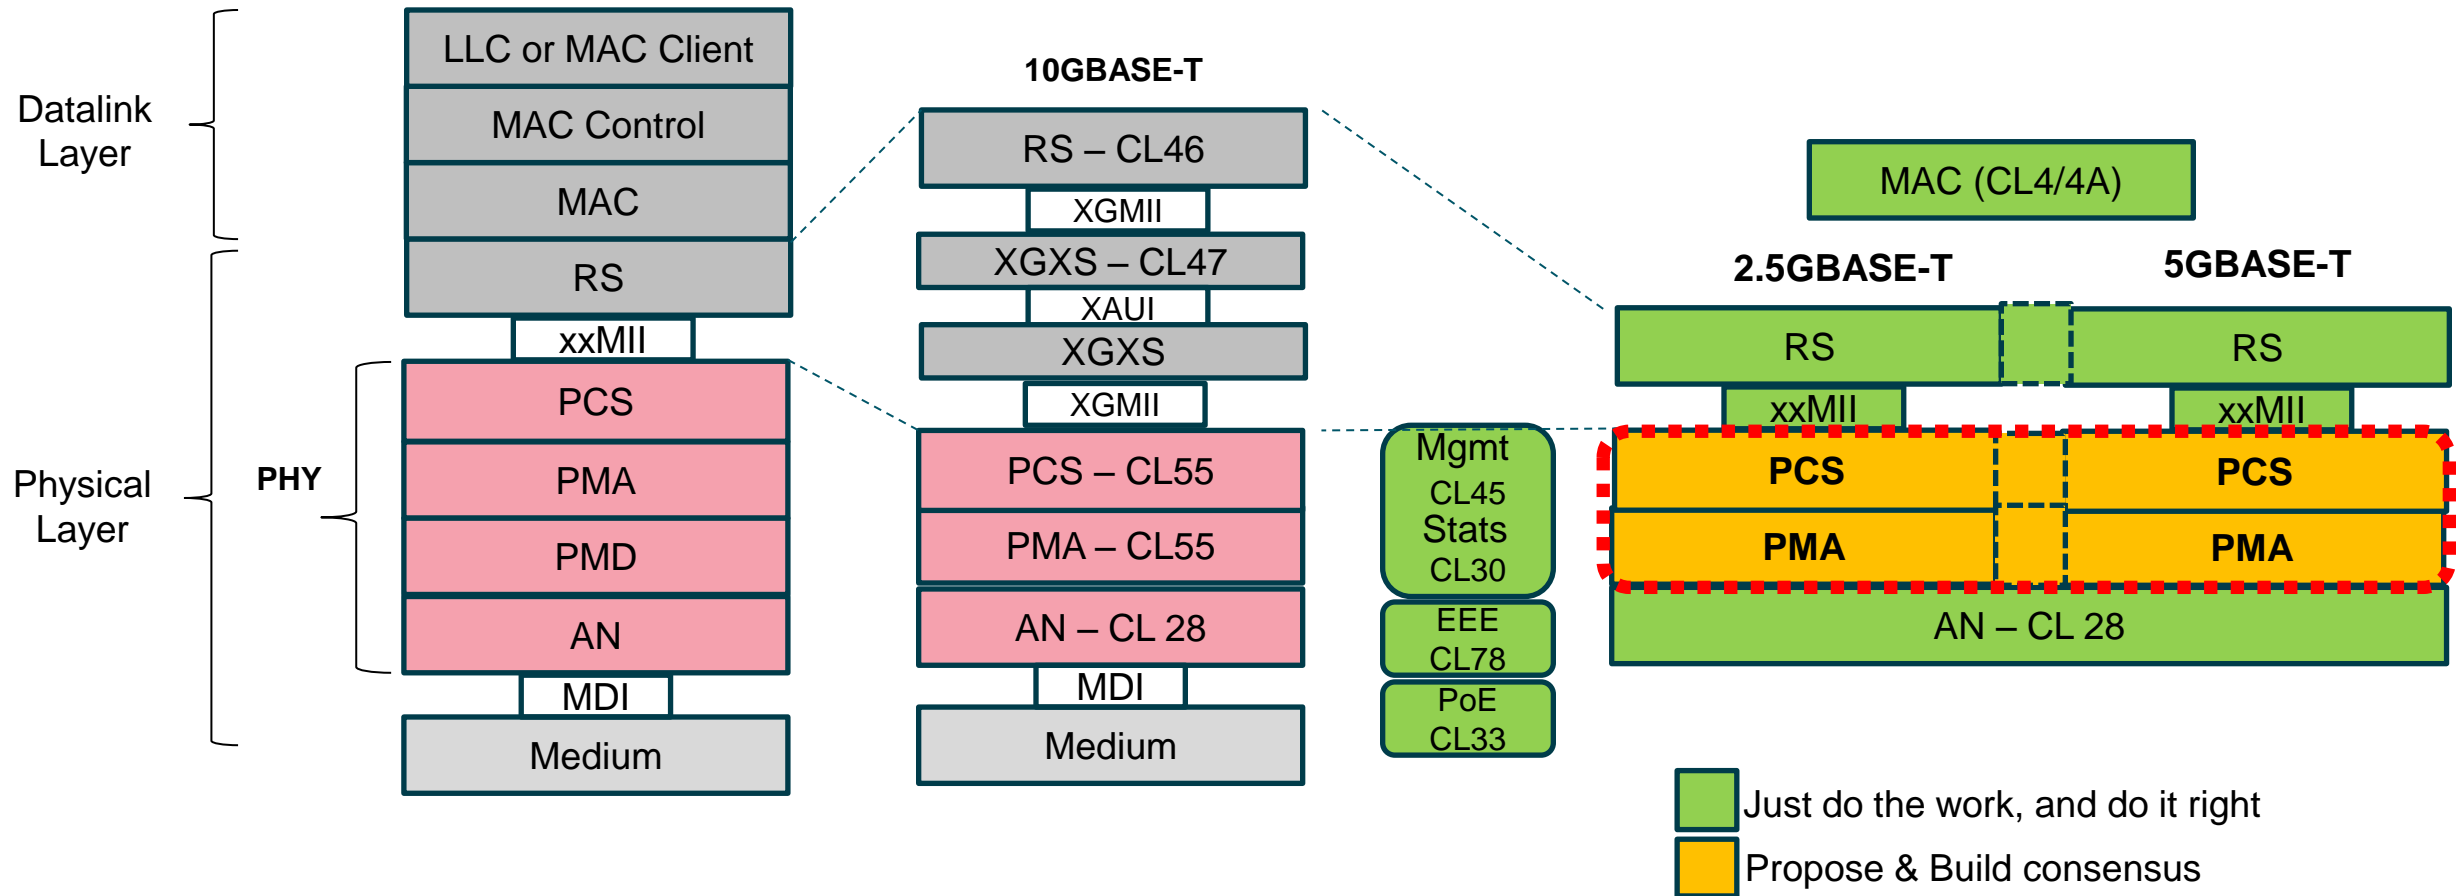 Datalink
Layer
Physical
Layer
PHY
LLC or MAC Client
MAC Control
MAC
RS
xxMII
PCS
PMA
PMD
AN
MDI
Medium
10GBASE-T
RS – CL46
XGMII
XGXS – CL47
XAUI
XGXS
XGMII
PCS – CL55
PMA – CL55
AN – CL 28
MDI
Medium
Mgmt
CL45
Stats
CL30
EEE
CL78
PoE
CL33
MAC (CL4/4A)
2.5GBASE-T
5GBASE-T
RS
RS
xxMII
xxMII
PCS
PCS
PMA
PMA
AN – CL 28
Just do the work, and do it right
Propose & Build consensus